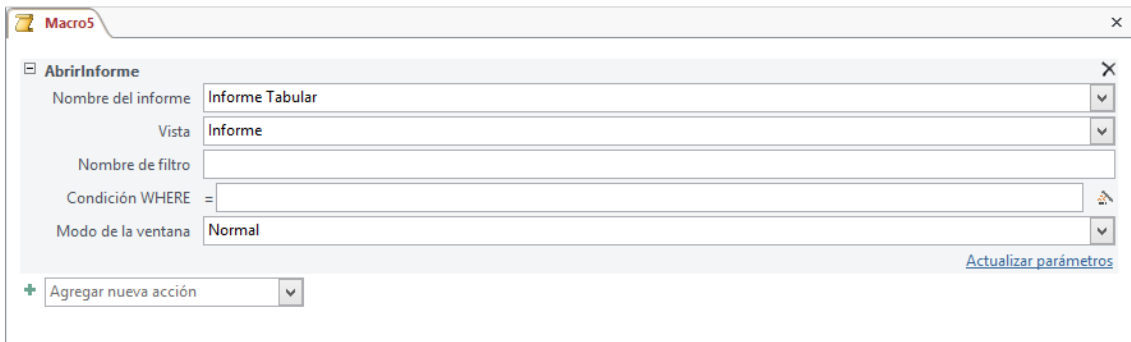 Macro5
AbrirInforme
Nombre del informe Informe Tabular
Vista Informe
Nombre de filtro
Condición WHERE =
Modo de la ventana Normal
Actualizar parámetros
Agregar nueva acción